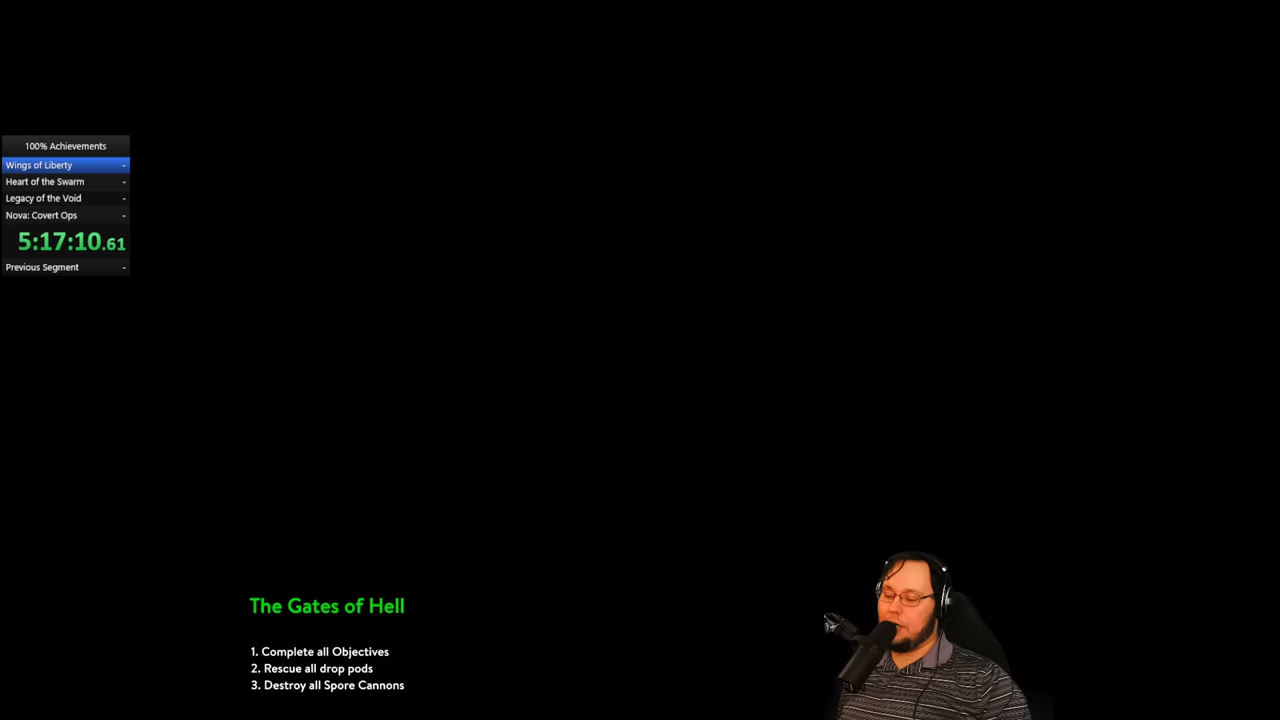 100% Achievements
Wings of Liberty -
Heart of the Swarm -
Legacy of the Void -
Nova: Covert Ops -
5:17:10.61
Previous Segment -
The Gates of Hell
1. Complete all Objectives
2. Rescue all drop pods
3. Destroy all Spore Cannons